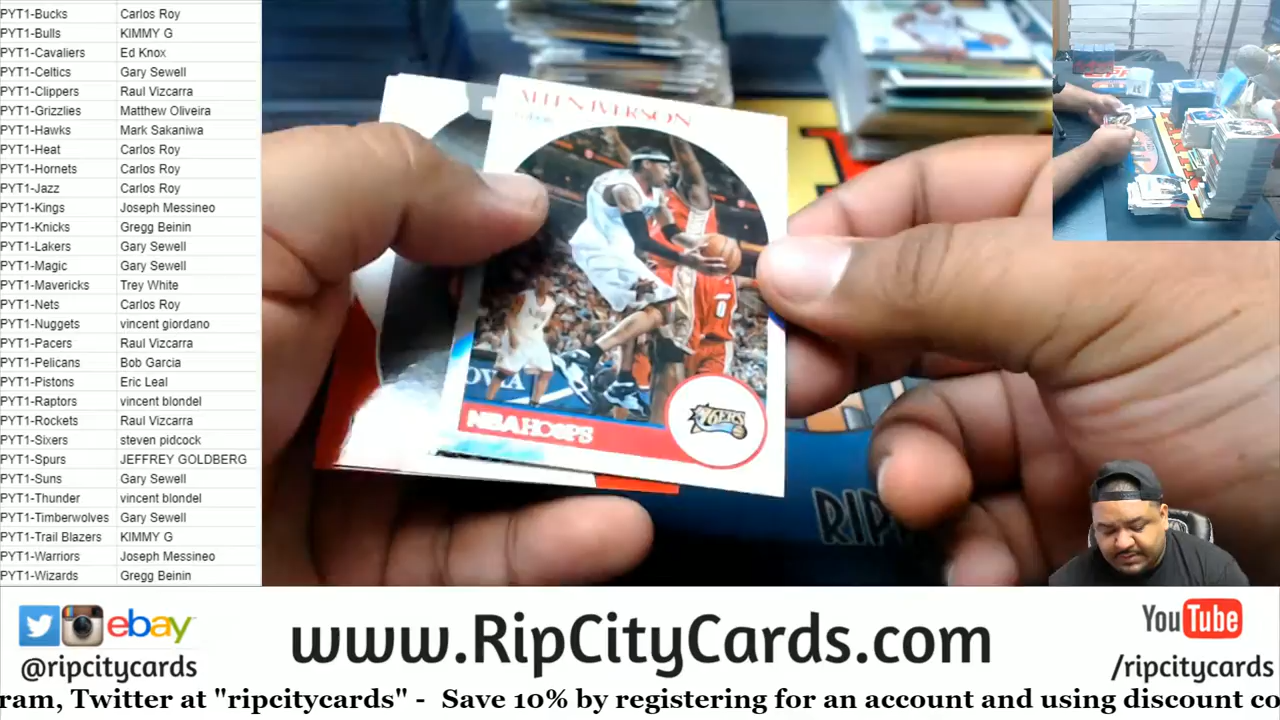 PYT1-Bucks Carlos Roy
PYT1-Bulls KIMMY G
PYT1-Cavaliers Ed Knox
PYT1-Celtics Gary Sewell
PYT1-Clippers Raul Vizcarra
PYT1-Grizzlies Matthew Oliveira
PYT1-Hawks Mark Sakaniwa
PYT1-Heat Carlos Roy
PYT1-Hornets Carlos Roy
PYT1-Jazz Carlos Roy
PYT1-Kings Joseph Messineo
PYT1-Knicks Gregg Beinin
PYT1-Lakers Gary Sewell
PYT1-Magic Gary Sewell
PYT1-Mavericks Trey White
PYT1-Nets Carlos Roy
PYT1-Nuggets vincent giordano
PYT1-Pacers Raul Vizcarra
PYT1-Pelicans Bob Garcia
PYT1-Pistons Eric Leal
PYT1-Raptors vincent blondel
PYT1-Rockets Raul Vizcarra
PYT1-Sixers steven pidcock
PYT1-Spurs JEFFREY GOLDBERG
PYT1-Suns Gary Sewell
PYT1-Thunder vincent blondel
PYT1-Timberwolves Gary Sewell
PYT1-Trail Blazers KIMMY G
PYT1-Warriors Joseph Messineo
PYT1-Wizards Gregg Beinin
ALLEN IVERSON
NBA HOOPS
76ERS
RIP
ebay
@ripcitycards
www.RipCityCards.com
YouTube
/ripcitycards
ram, Twitter at "ripcitycards" - Save 10% by registering for an account and using discount co